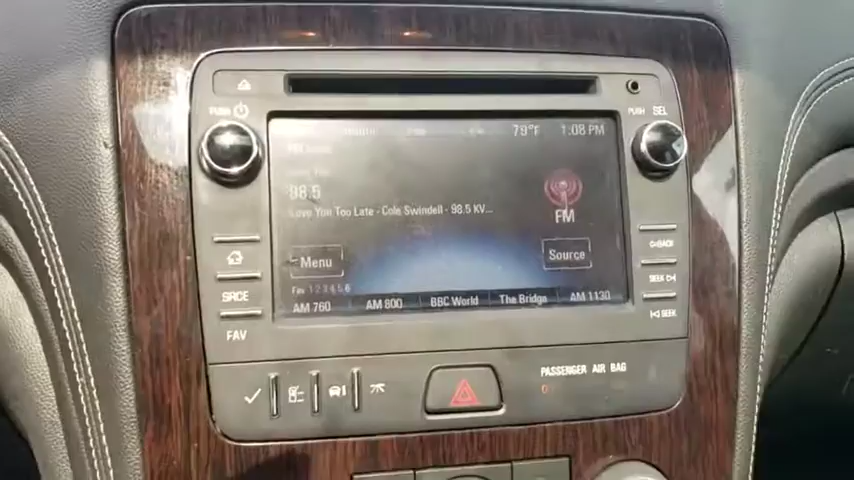 PUSH
PUSH SEL
79°F 1:08 PM
98.5
Love You Too Late - Cole Swindell - 98.5 KV...
FM
Menu
Source
BACK
SEEK
SEEK
SRCE
FAV
Fav 1 2 3 4 5 6
AM 760 AM 800 BBC World The Bridge AM 1130
PASSENGER AIR BAG